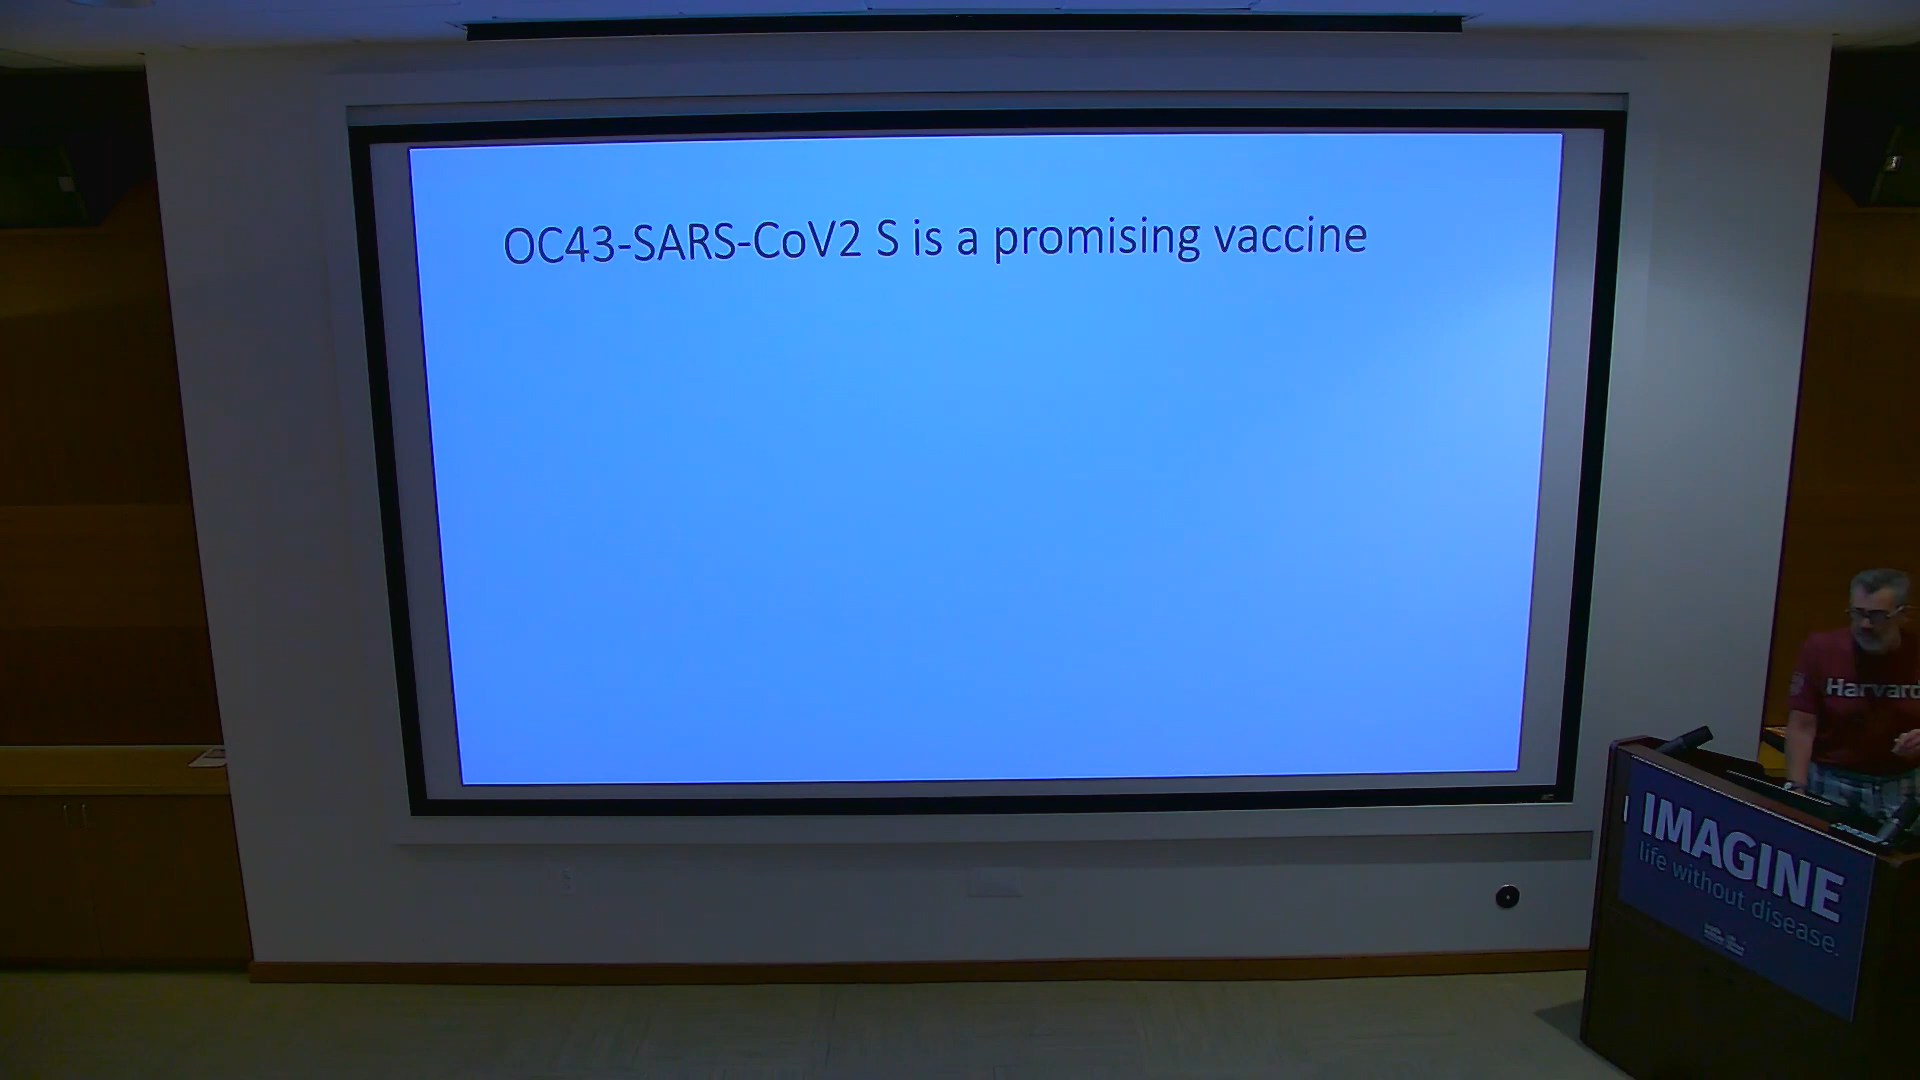 OC43-SARS-CoV2 S is a promising vaccine
Harvard
IMAGINE
life without disease.